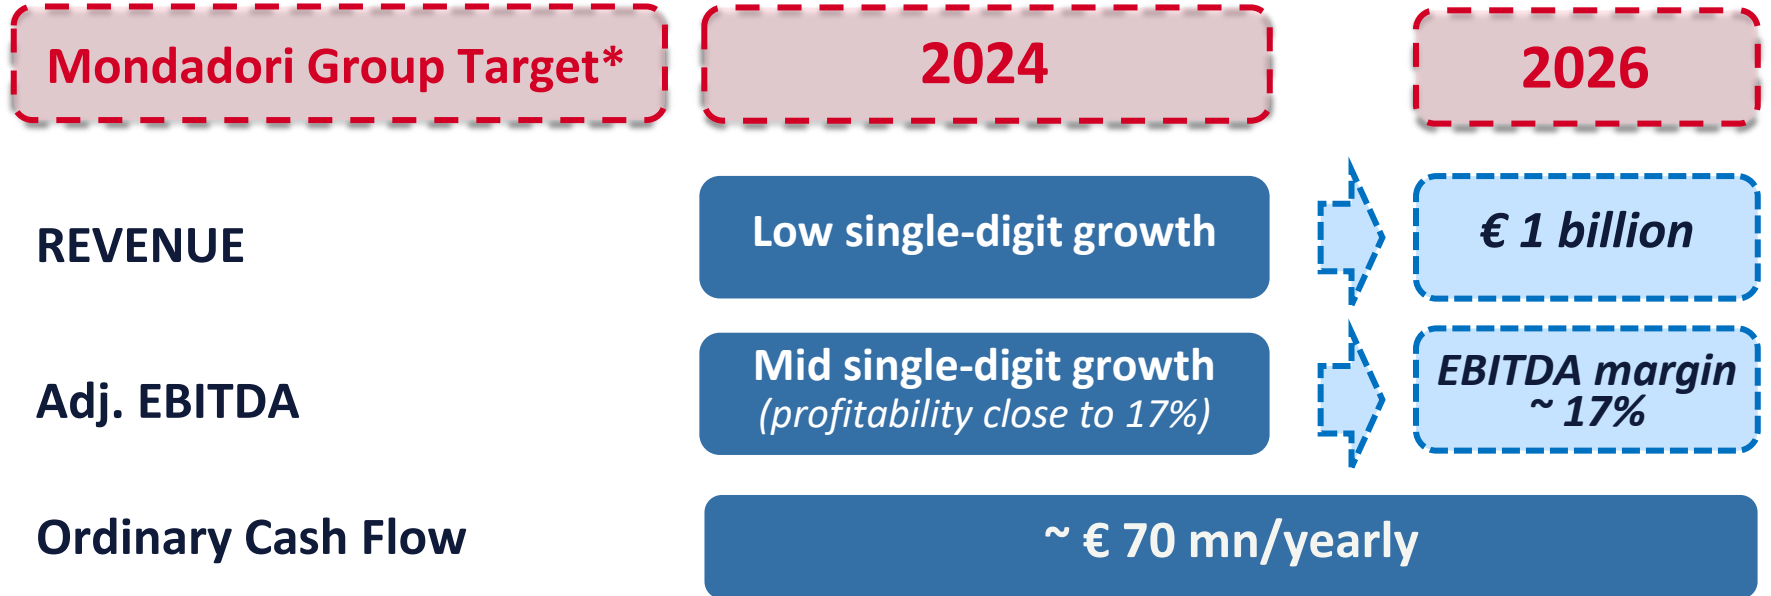 Mondadori Group Target*
2024
2026
REVENUE
Low single-digit growth
€ 1 billion
Adj. EBITDA
Mid single-digit growth
(profitability close to 17%)
EBITDA margin
~ 17%
Ordinary Cash Flow
~ € 70 mn/yearly